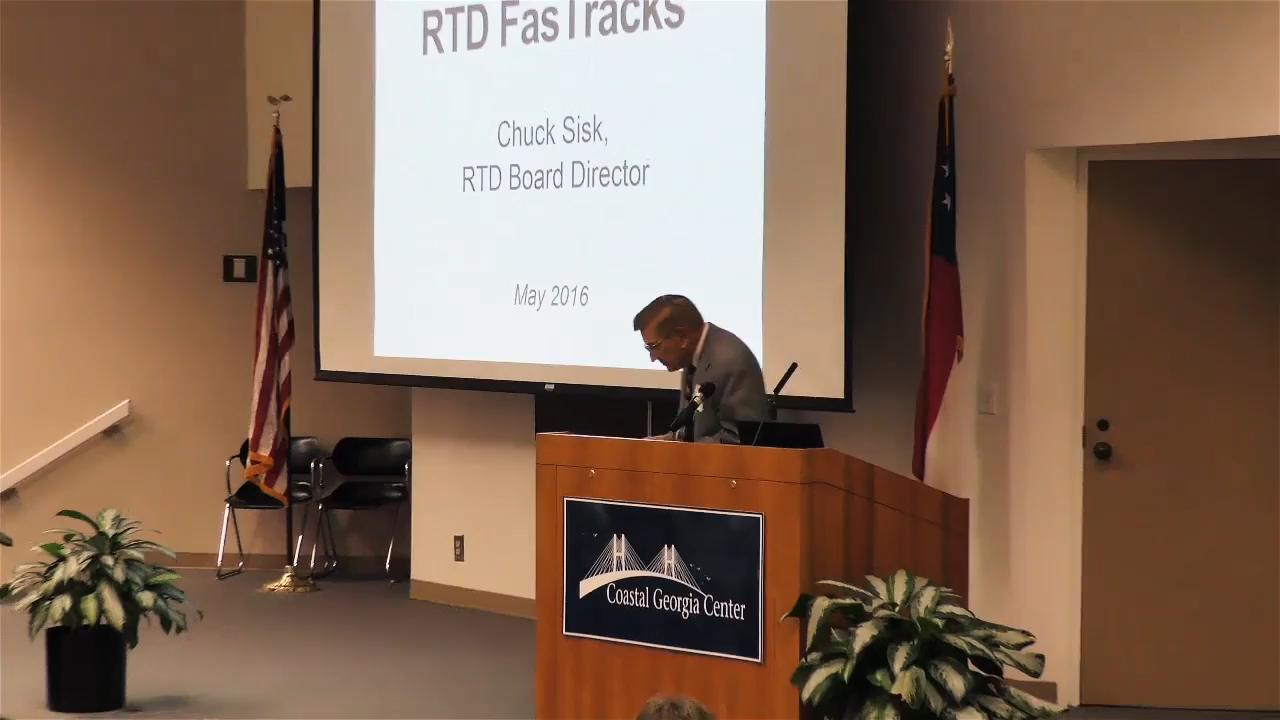 RTD FasTracks
Chuck Sisk,
RTD Board Director
May 2016
Coastal Georgia Center